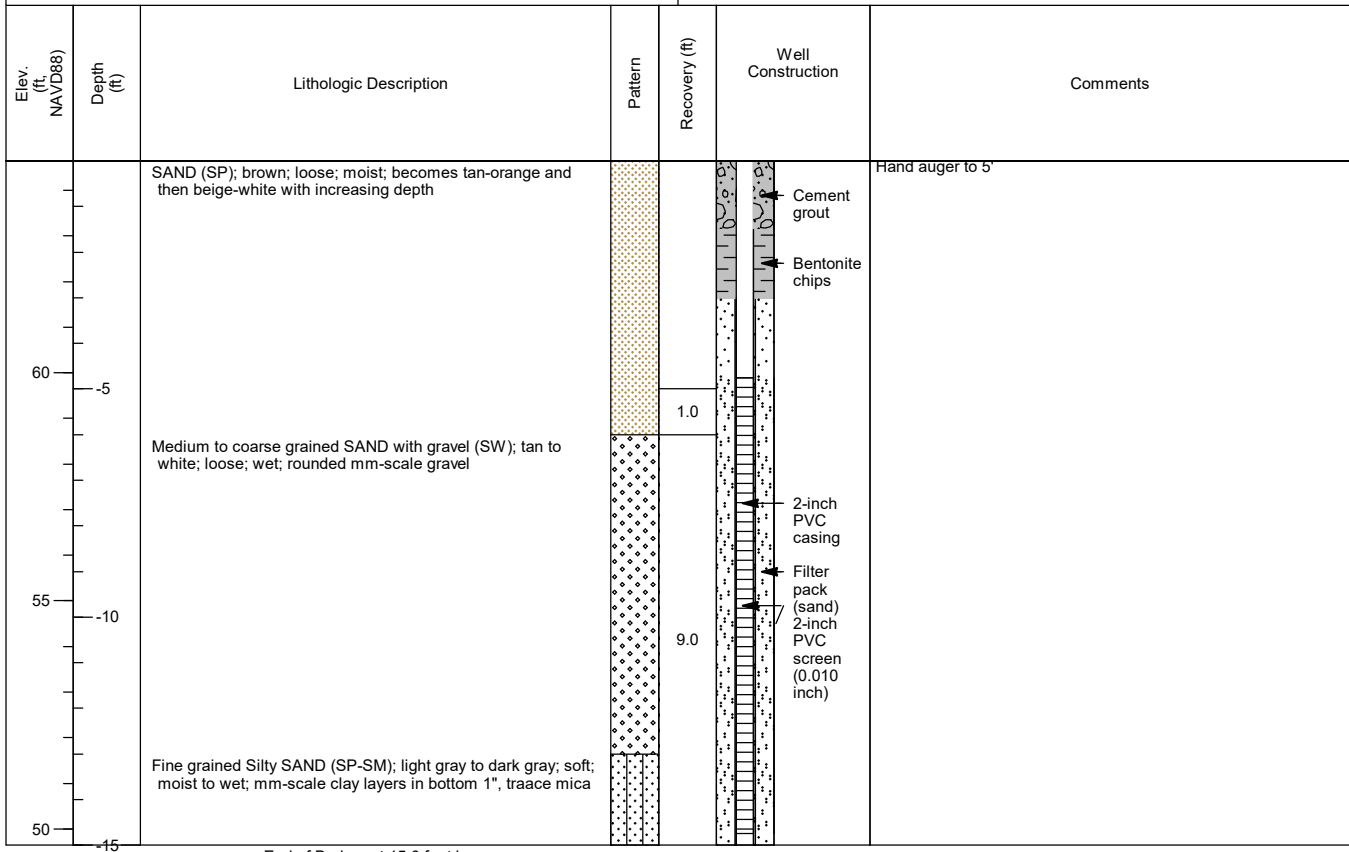 Elev.
(ft,
NAVD88)
Depth
(ft)
Lithologic Description
Pattern
Recovery (ft)
Well
Construction
Comments
SAND (SP); brown; loose; moist; becomes tan-orange and
then beige-white with increasing depth
Hand auger to 5'
Cement
grout
Bentonite
chips
60
-5
1.0
Medium to coarse grained SAND with gravel (SW); tan to
white; loose; wet; rounded mm-scale gravel
2-inch
PVC
casing
Filter
pack
(sand)
2-inch
PVC
screen
(0.010
inch)
55
-10
9.0
Fine grained Silty SAND (SP-SM); light gray to dark gray; soft;
moist to wet; mm-scale clay layers in bottom 1", traace mica
50
-15